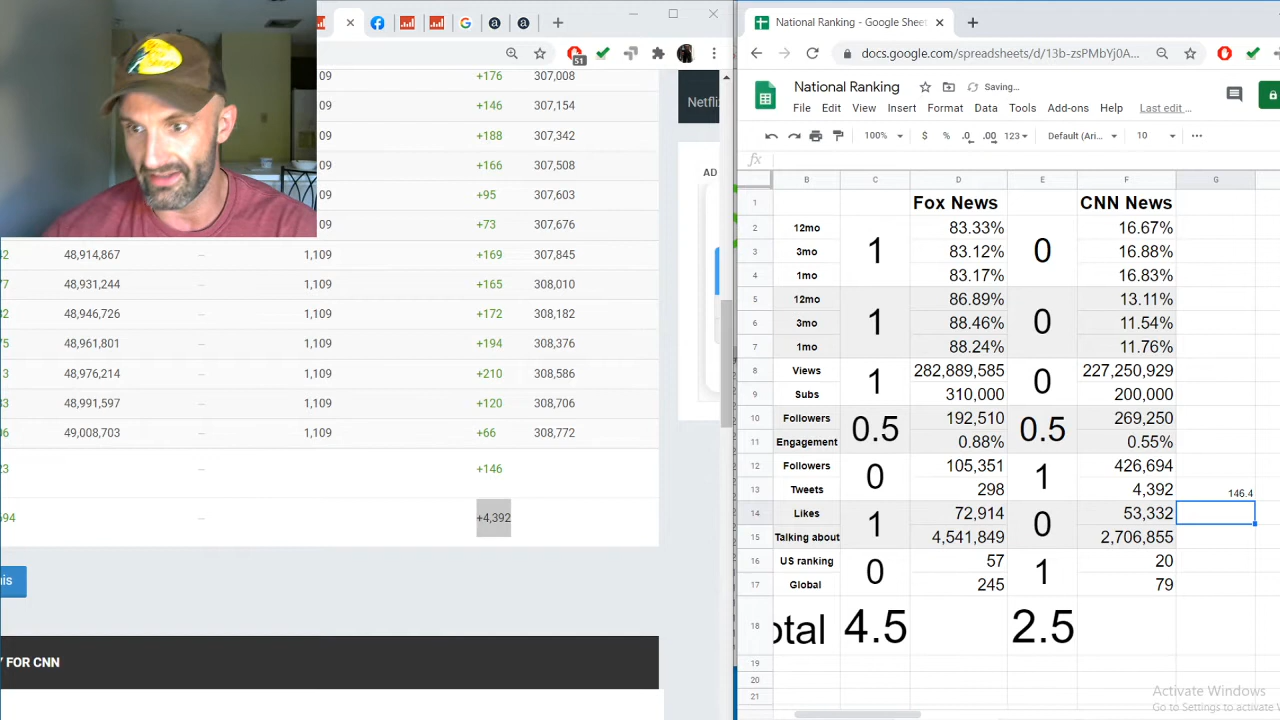 51
09 +176 307,008
09 +146 307,154
09 +188 307,342
09 +166 307,508
09 +95 307,603
09 +73 307,676
48,914,867 -- 1,109 +169 307,845
48,931,244 -- 1,109 +165 308,010
48,946,726 -- 1,109 +172 308,182
48,961,801 -- 1,109 +194 308,376
48,976,214 -- 1,109 +210 308,586
48,991,597 -- 1,109 +120 308,706
49,008,703 -- 1,109 +66 308,772
23 -- +146
694 -- +4,392
his
Y FOR CNN
Netfli
AD
National Ranking - Google Sheet
docs.google.com/spreadsheets/d/13b-zsPMbYj0A...
National Ranking Saving...
File Edit View Insert Format Data Tools Add-ons Help Last edit ...
100% $ % .0 .00 123 Default (Ari... 10
fx
B C D E F G
1 Fox News CNN News
2 12mo 83.33% 16.67%
3 3mo 1 83.12% 0 16.88%
4 1mo 83.17% 16.83%
5 12mo 86.89% 13.11%
6 3mo 1 88.46% 0 11.54%
7 1mo 88.24% 11.76%
8 Views 1 282,889,585 0 227,250,929
9 Subs 310,000 200,000
10 Followers 0.5 192,510 0.5 269,250
11 Engagement 0.88% 0.55%
12 Followers 0 105,351 1 426,694
13 Tweets 298 4,392 146.4
14 Likes 1 72,914 0 53,332
15 Talking about 4,541,849 2,706,855
16 US ranking 0 57 1 20
17 Global 245 79
18 otal 4.5 2.5
19
20
21
Activate Windows
Go to Settings to activate